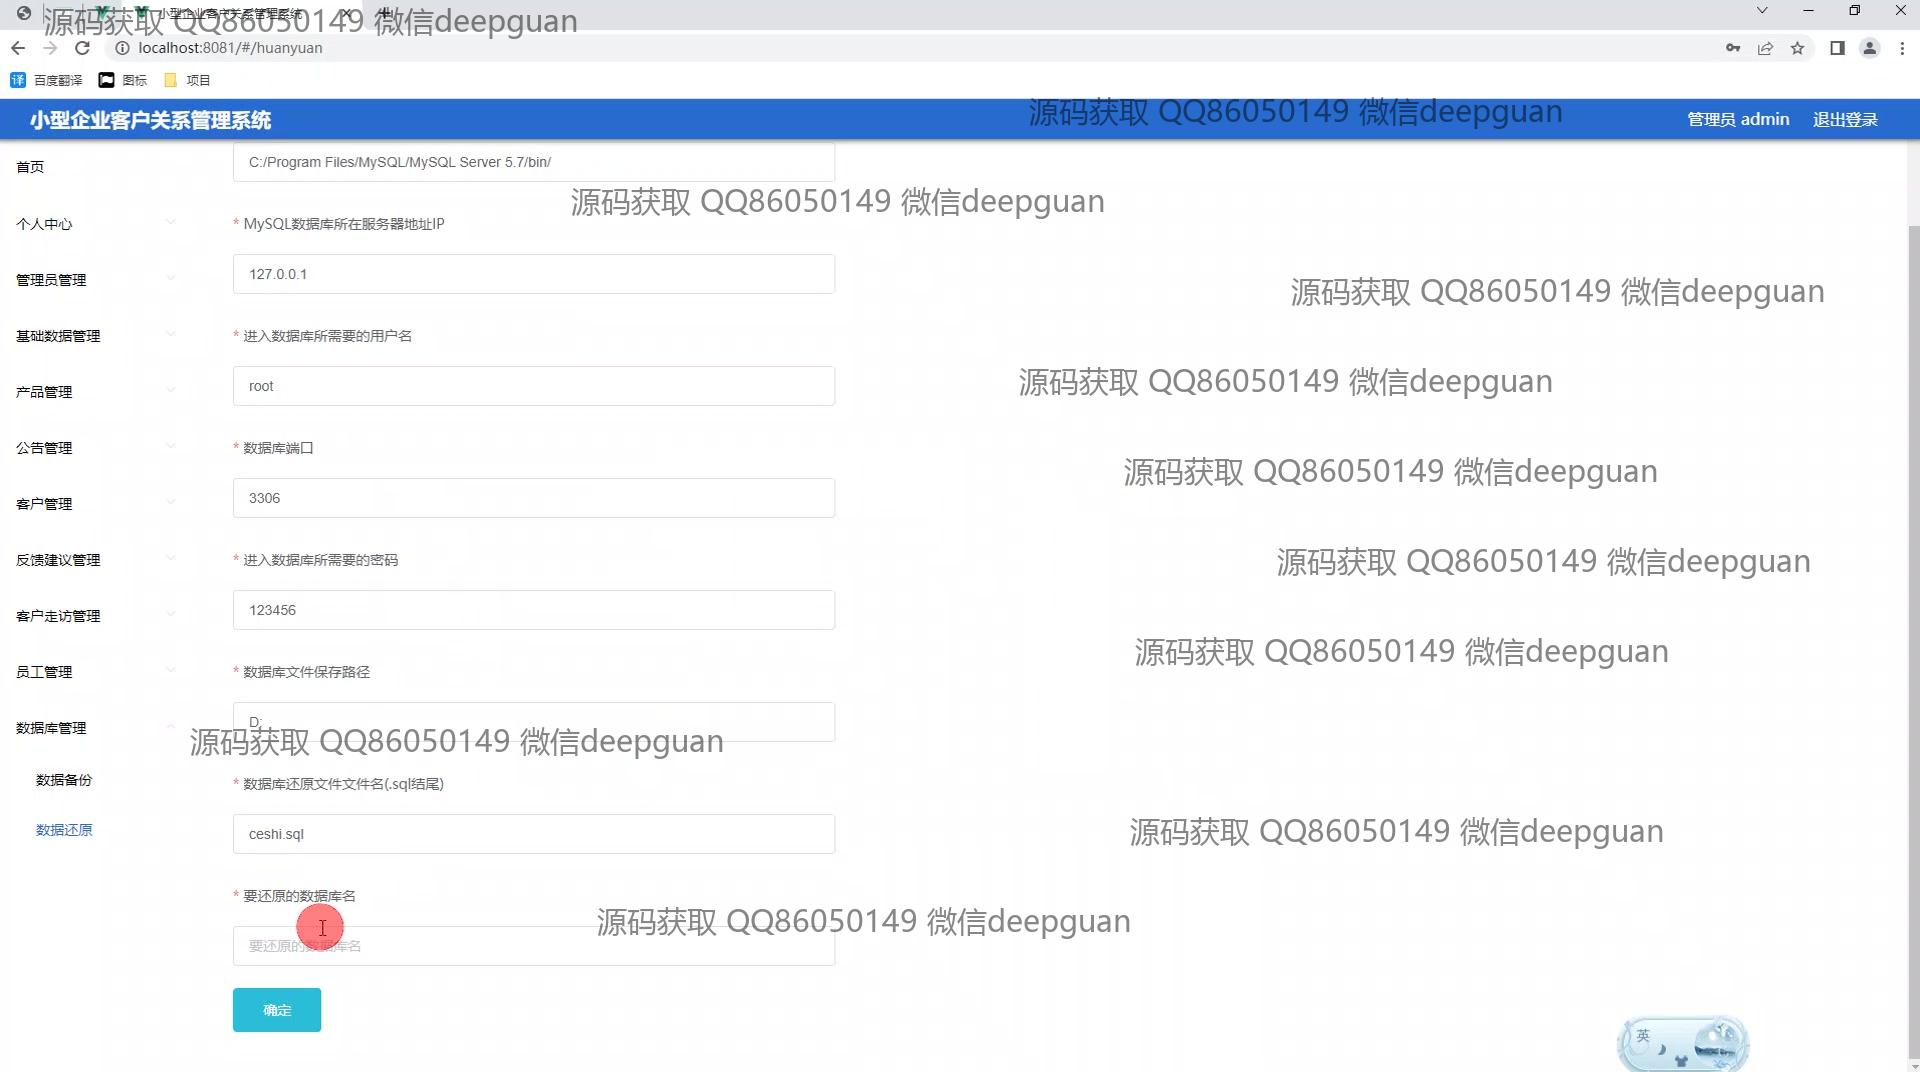 小型企业客户关系管理系统
源码获取 QQ86050149 微信deepguan
localhost:8081/#/huanyuan
百度翻译 图标 项目
小型企业客户关系管理系统
源码获取 QQ86050149 微信deepguan
管理员 admin 退出登录
首页
C:/Program Files/MySQL/MySQL Server 5.7/bin/
源码获取 QQ86050149 微信deepguan
个人中心
* MySQL数据库所在服务器地址IP
管理员管理
127.0.0.1
源码获取 QQ86050149 微信deepguan
基础数据管理
* 进入数据库所需要的用户名
产品管理
root
源码获取 QQ86050149 微信deepguan
公告管理
* 数据库端口
源码获取 QQ86050149 微信deepguan
客户管理
3306
反馈建议管理
* 进入数据库所需要的密码
源码获取 QQ86050149 微信deepguan
客户走访管理
123456
源码获取 QQ86050149 微信deepguan
员工管理
* 数据库文件保存路径
数据库管理
D:
源码获取 QQ86050149 微信deepguan
数据备份
* 数据库还原文件文件名(.sql结尾)
数据还原
ceshi.sql
源码获取 QQ86050149 微信deepguan
* 要还原的数据库名
源码获取 QQ86050149 微信deepguan
要还原的数据库名
确定
英